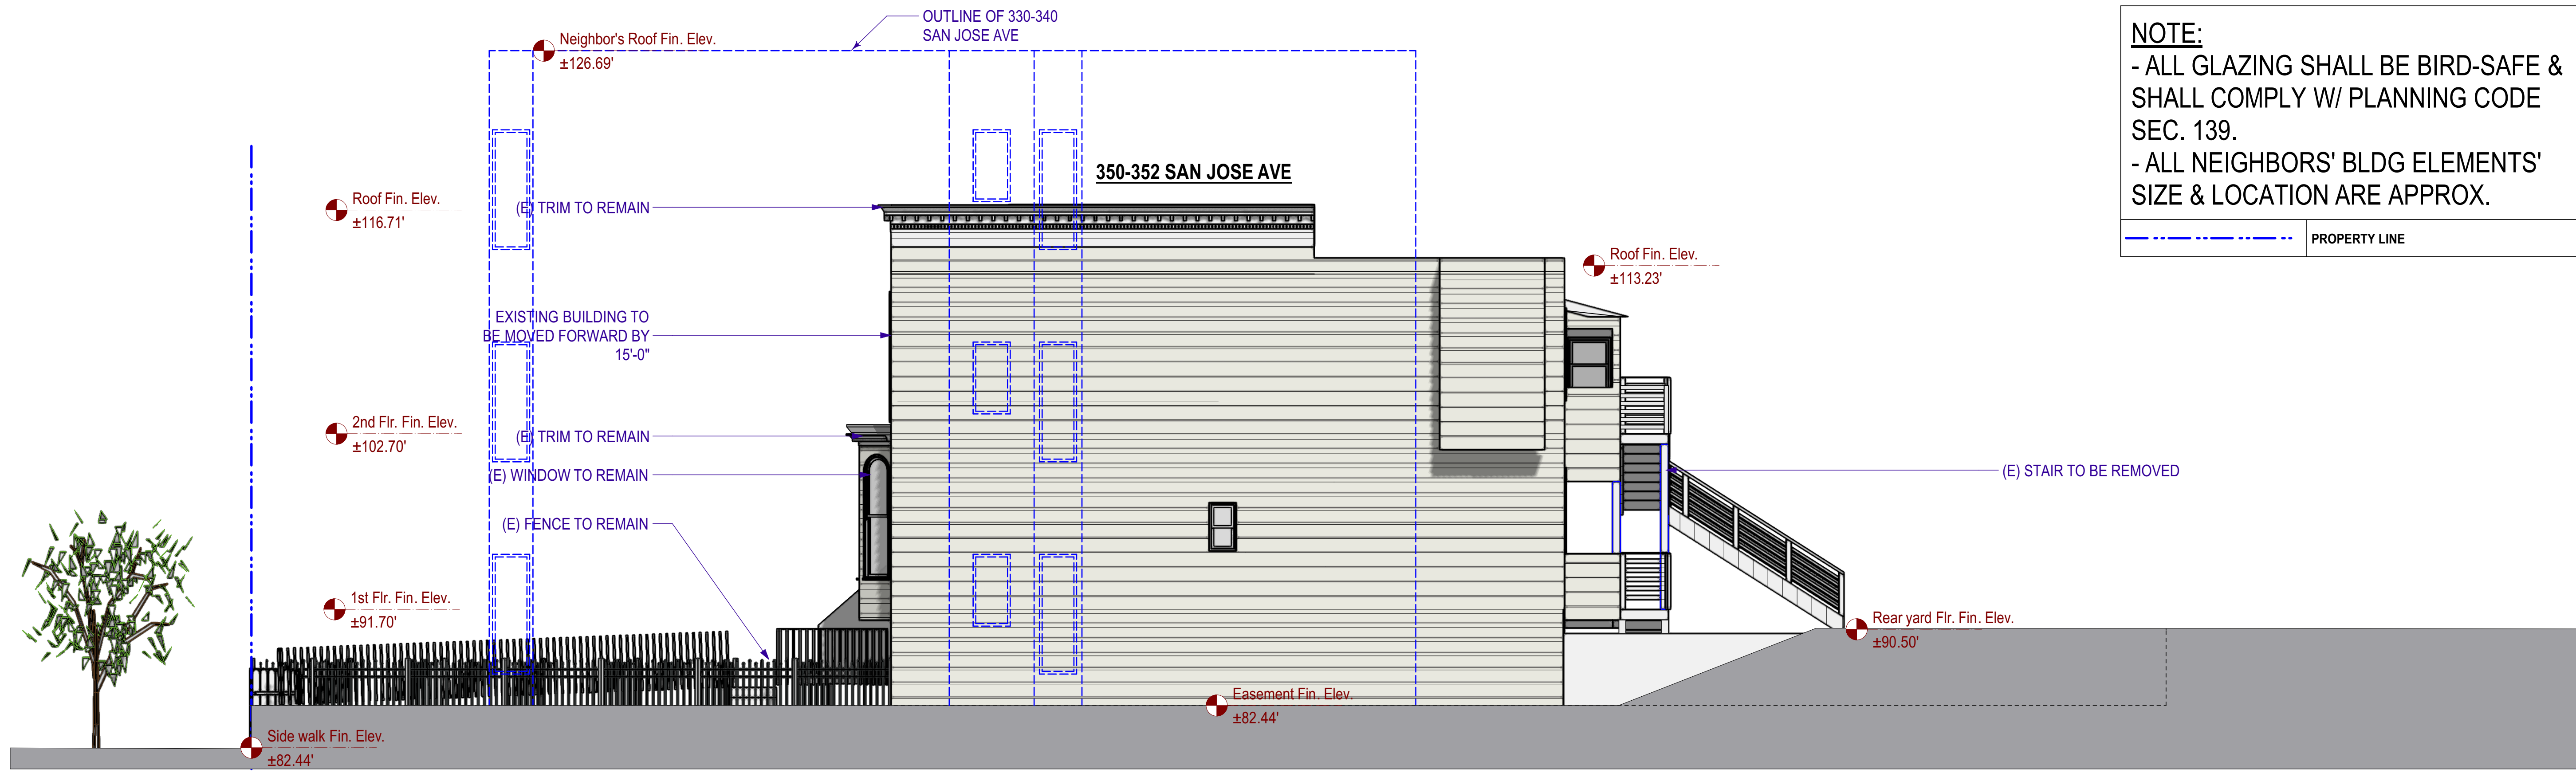 OUTLINE OF 330-340
SAN JOSE AVE
Neighbor's Roof Fin. Elev.
±126.69'
NOTE:
- ALL GLAZING SHALL BE BIRD-SAFE &
SHALL COMPLY W/ PLANNING CODE
SEC. 139.
- ALL NEIGHBORS' BLDG ELEMENTS'
SIZE & LOCATION ARE APPROX.
PROPERTY LINE
350-352 SAN JOSE AVE
Roof Fin. Elev.
±116.71'
(E) TRIM TO REMAIN
Roof Fin. Elev.
±113.23'
EXISTING BUILDING TO
BE MOVED FORWARD BY
15'-0"
2nd Flr. Fin. Elev.
±102.70'
(E) TRIM TO REMAIN
(E) WINDOW TO REMAIN
(E) STAIR TO BE REMOVED
(E) FENCE TO REMAIN
1st Flr. Fin. Elev.
±91.70'
Rear yard Flr. Fin. Elev.
±90.50'
Easement Fin. Elev.
±82.44'
Side walk Fin. Elev.
±82.44'